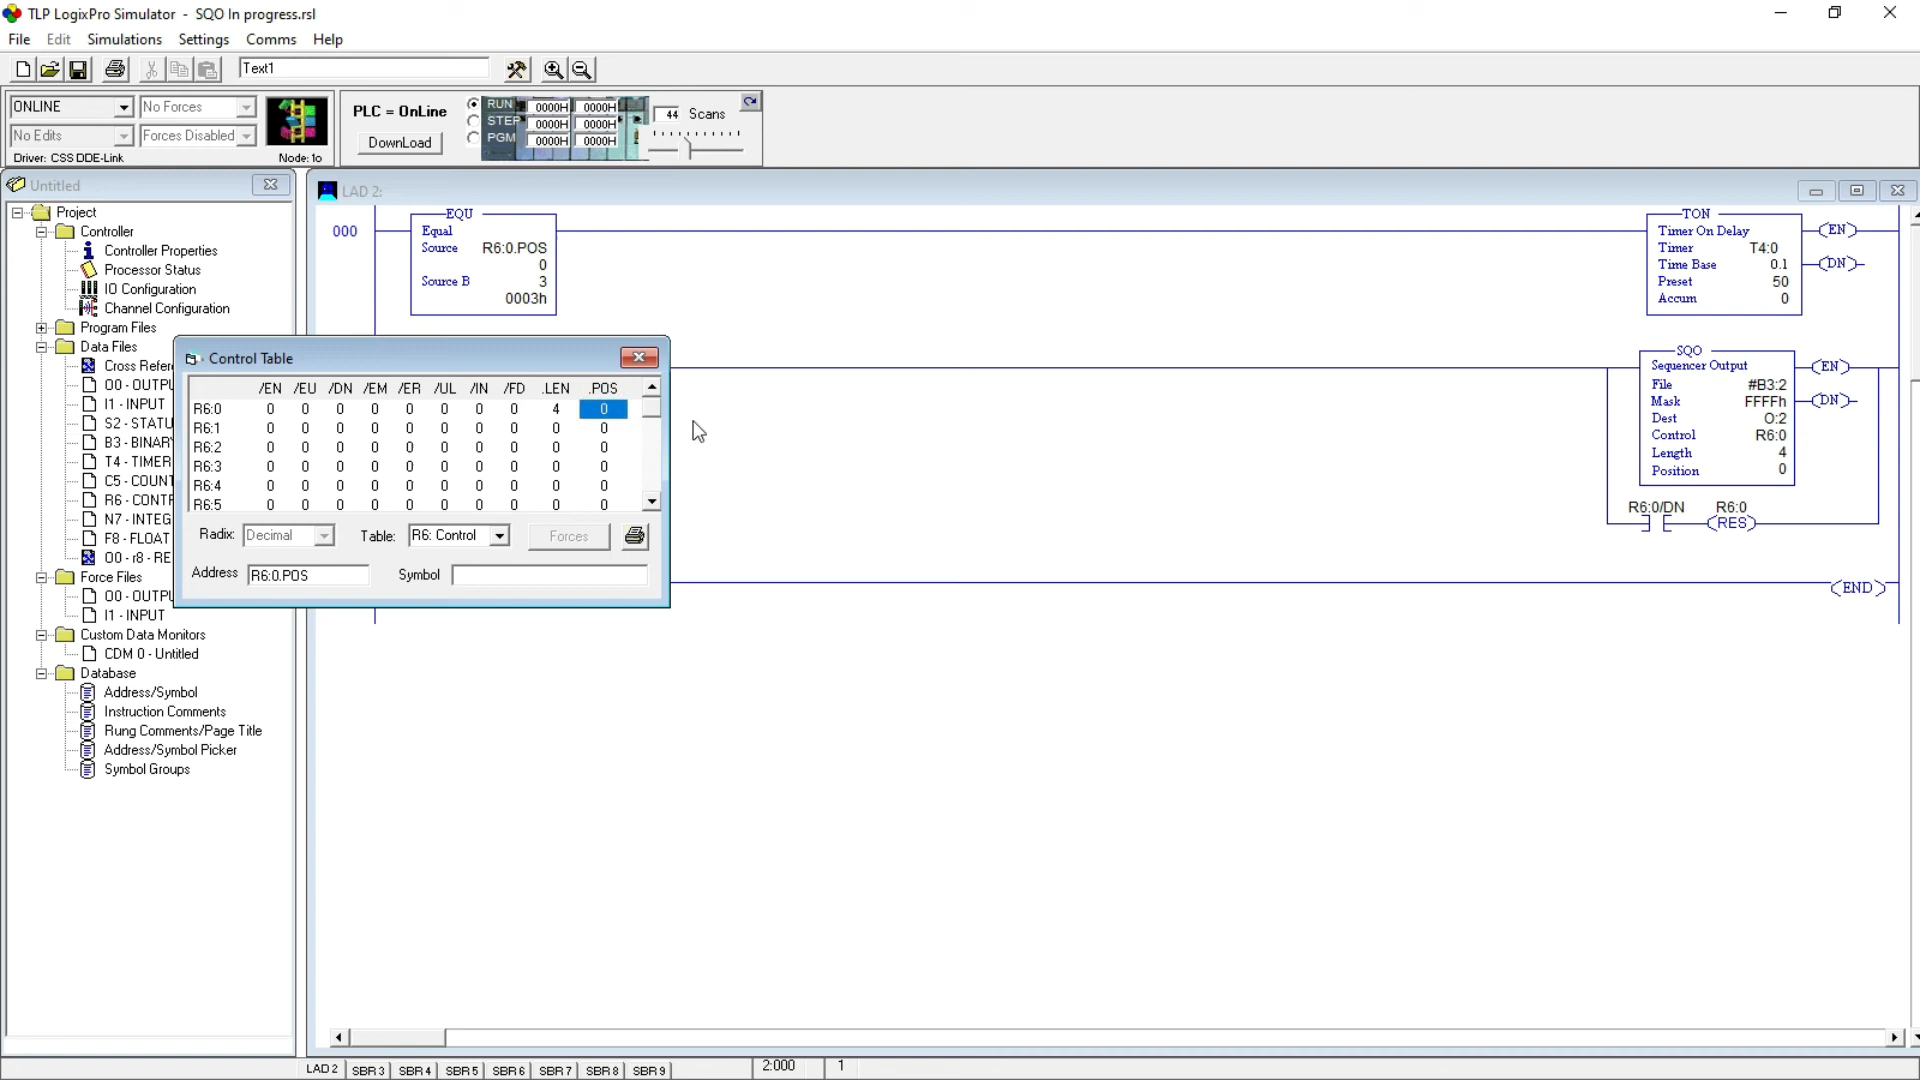 TLP LogixPro Simulator - SQO In progress.rsl
File Edit Simulations Settings Comms Help
Text1
ONLINE No Forces
No Edits Forces Disabled
Driver: CSS DDE-Link Node: 1o
PLC = OnLine
DownLoad
RUN 0000H 0000H
STEP 0000H 0000H
PGM 0000H 0000H
44 Scans
Untitled
Project
Controller
Controller Properties
Processor Status
IO Configuration
Channel Configuration
Program Files
Data Files
Cross Refere
O0 - OUTPU
I1 - INPUT
S2 - STATU
B3 - BINAR
T4 - TIMER
C5 - COUNT
R6 - CONT
N7 - INTEG
F8 - FLOAT
O0 - r8 - RE
Force Files
O0 - OUTPU
I1 - INPUT
Custom Data Monitors
CDM 0 - Untitled
Database
Address/Symbol
Instruction Comments
Rung Comments/Page Title
Address/Symbol Picker
Symbol Groups
LAD 2:
000
EQU
Equal
Source R6:0.POS
0
Source B 3
0003h
TON
Timer On Delay
Timer T4:0
Time Base 0.1
Preset 50
Accum 0
EN
DN
SQO
Sequencer Output
File #B3:2
Mask FFFFh
Dest O:2
Control R6:0
Length 4
Position 0
EN
DN
R6:0/DN R6:0
RES
END
Control Table
/EN /EU /DN /EM /ER /UL /IN /FD .LEN .POS
R6:0 0 0 0 0 0 0 0 0 4 0
R6:1 0 0 0 0 0 0 0 0 0 0
R6:2 0 0 0 0 0 0 0 0 0 0
R6:3 0 0 0 0 0 0 0 0 0 0
R6:4 0 0 0 0 0 0 0 0 0 0
R6:5 0 0 0 0 0 0 0 0 0 0
Radix: Decimal Table: R6: Control Forces
Address R6:0.POS Symbol
LAD 2 SBR 3 SBR 4 SBR 5 SBR 6 SBR 7 SBR 8 SBR 9
2:000 1